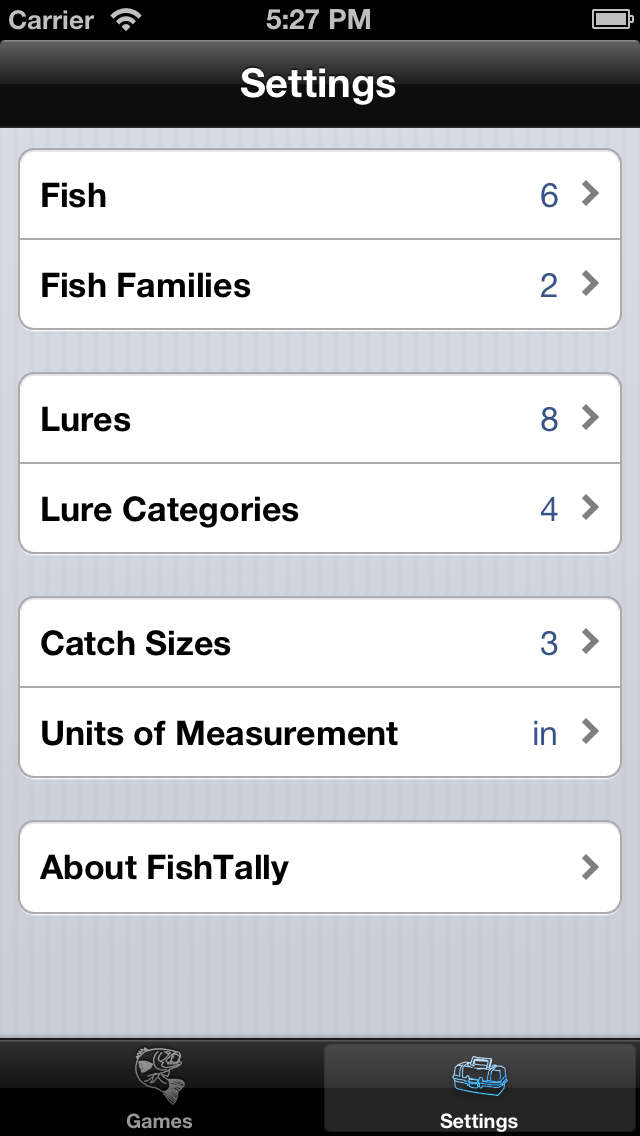 Carrier 5:27 PM
Settings
Fish 6
Fish Families 2
Lures 8
Lure Categories 4
Catch Sizes 3
Units of Measurement in
About FishTally
Games Settings